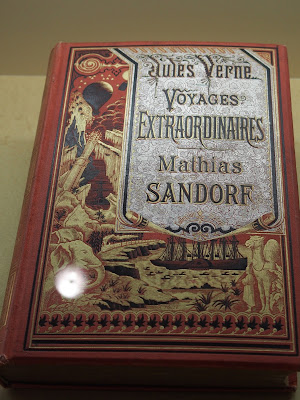 Jules Verne
VOYAGES
EXTRAORDINAIRES
Mathias
SANDORF